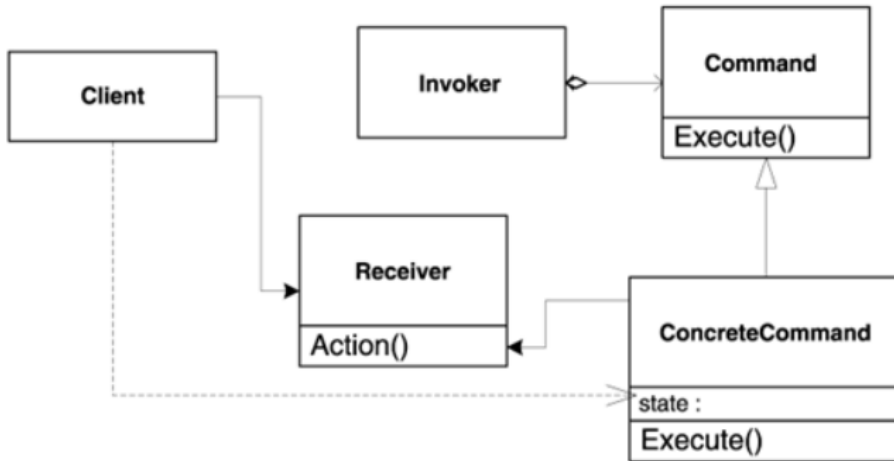 Client
Invoker
Command
Execute()
Receiver
Action()
ConcreteCommand
state :
Execute()